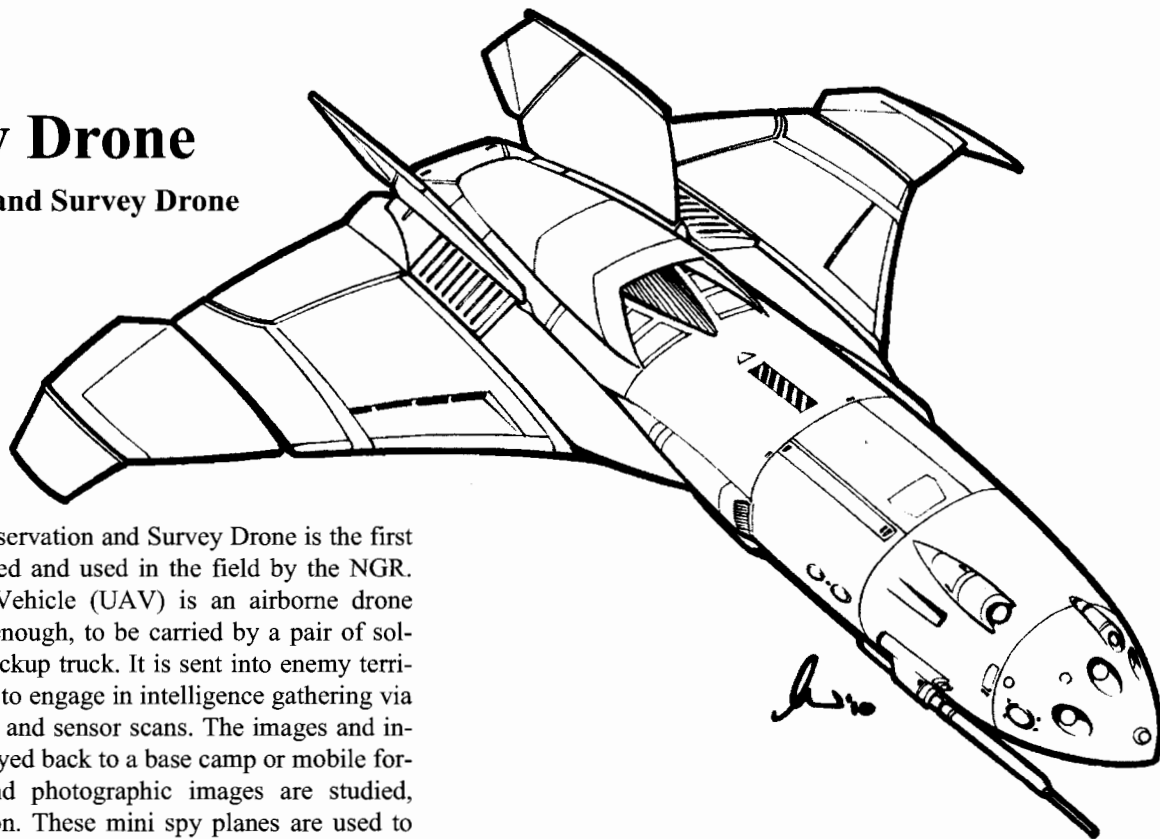 y Drone
and Survey Drone
servation and Survey Drone is the first
ed and used in the field by the NGR.
Vehicle (UAV) is an airborne drone
enough, to be carried by a pair of sol-
ckup truck. It is sent into enemy terri-
to engage in intelligence gathering via
and sensor scans. The images and in-
yed back to a base camp or mobile for-
nd photographic images are studied,
on. These mini spy planes are used to
'10